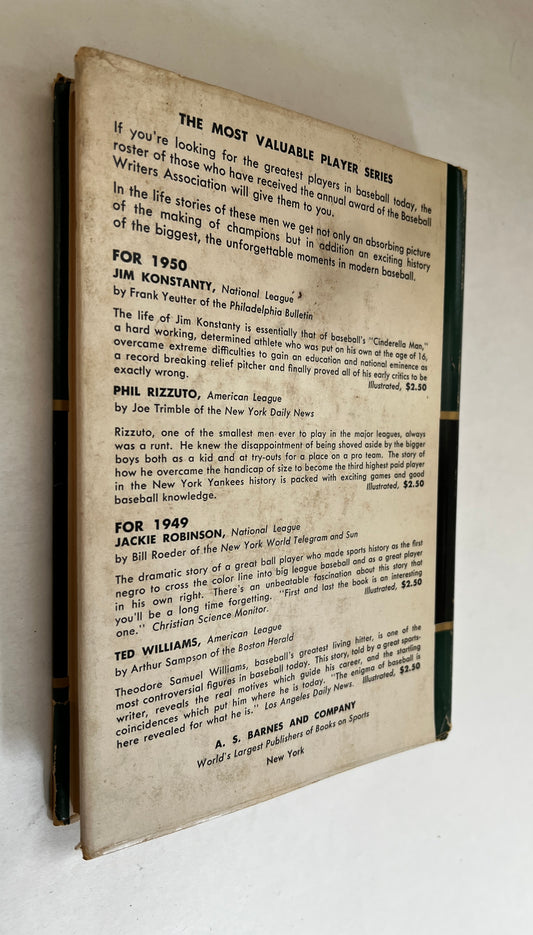 THE MOST VALUABLE PLAYER SERIES
If you're looking for the greatest players in baseball today, the
roster of those who have received the annual award of the Baseball
Writers Association will give them to you.
In the life stories of these men we get not only an absorbing picture
of the making of champions but in addition an exciting history
of the biggest, the unforgettable moments in modern baseball.
FOR 1950
JIM KONSTANTY, National League
by Frank Yeutter of the Philadelphia Bulletin
The life of Jim Konstanty is essentially that of baseball's "Cinderella Man,"
a hard working, determined athlete who was put on his own at the age of 16,
overcame extreme difficulties to gain an education and national eminence as
a record breaking relief pitcher and finally proved all of his early critics to be
exactly wrong. Illustrated, $2.50
PHIL RIZZUTO, American League
by Joe Trimble of the New York Daily News
Rizzuto, one of the smallest men ever to play in the major leagues, always
was a runt. He knew the disappointment of being shoved aside by the bigger
boys both as a kid and at try-outs for a place on a pro team. The story of
how he overcame the handicap of size to become the third highest paid player
in the New York Yankees history is packed with exciting games and good
baseball knowledge. Illustrated, $2.50
FOR 1949
JACKIE ROBINSON, National League
by Bill Roeder of the New York World Telegram and Sun
The dramatic story of a great ball player who made sports history as the first
negro to cross the color line into big league baseball and as a great player
in his own right. There's an unbeatable fascination about this story that
you'll be a long time forgetting. "First and last the book is an interesting
one." Christian Science Monitor. Illustrated, $2.50
TED WILLIAMS, American League
by Arthur Sampson of the Boston Herald
Theodore Samuel Williams, baseball's greatest living hitter, is one of the
most controversial figures in baseball today. This story, told by a great sports-
writer, reveals the real motives which guide his career, and the startling
coincidences which put him where he is today. "The enigma of baseball is
here revealed for what he is." Los Angeles Daily News. Illustrated, $2.50
A. S. BARNES AND COMPANY
World's Largest Publishers of Books on Sports
New York